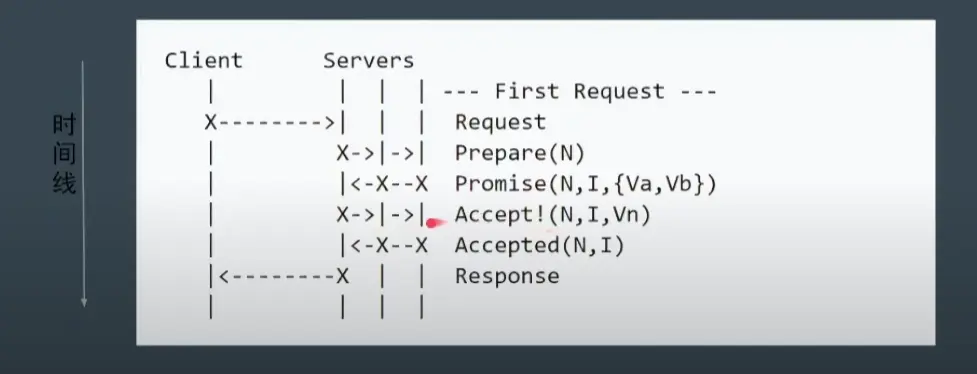 时间线
Client Servers
| | | | --- First Request ---
X-------->| | | Request
| X->|->| Prepare(N)
| |<-X--X Promise(N,I,{Va,Vb})
| X->|->| Accept!(N,I,Vn)
| |<-X--X Accepted(N,I)
|<--------X | | Response
| | | |